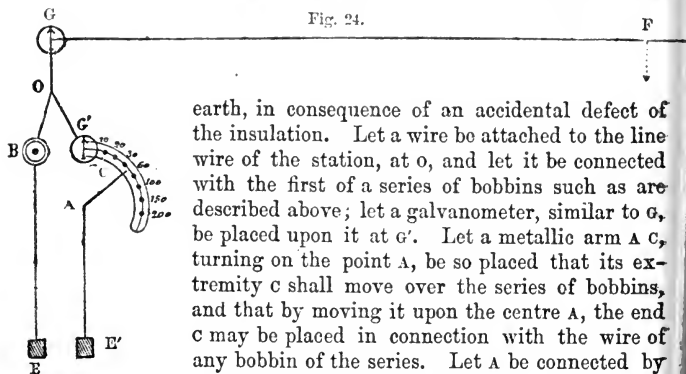 G
Fig. 24.
F
O
G'
B
10 20 30 60 100 150 200
C
A
E
E'
earth, in consequence of an accidental defect of
the insulation. Let a wire be attached to the line
wire of the station, at O, and let it be connected
with the first of a series of bobbins such as are
described above; let a galvanometer, similar to G,
be placed upon it at G'. Let a metallic arm A C,
turning on the point A, be so placed that its ex-
tremity C shall move over the series of bobbins,
and that by moving it upon the centre A, the end
C may be placed in connection with the wire of
any bobbin of the series. Let A be connected by